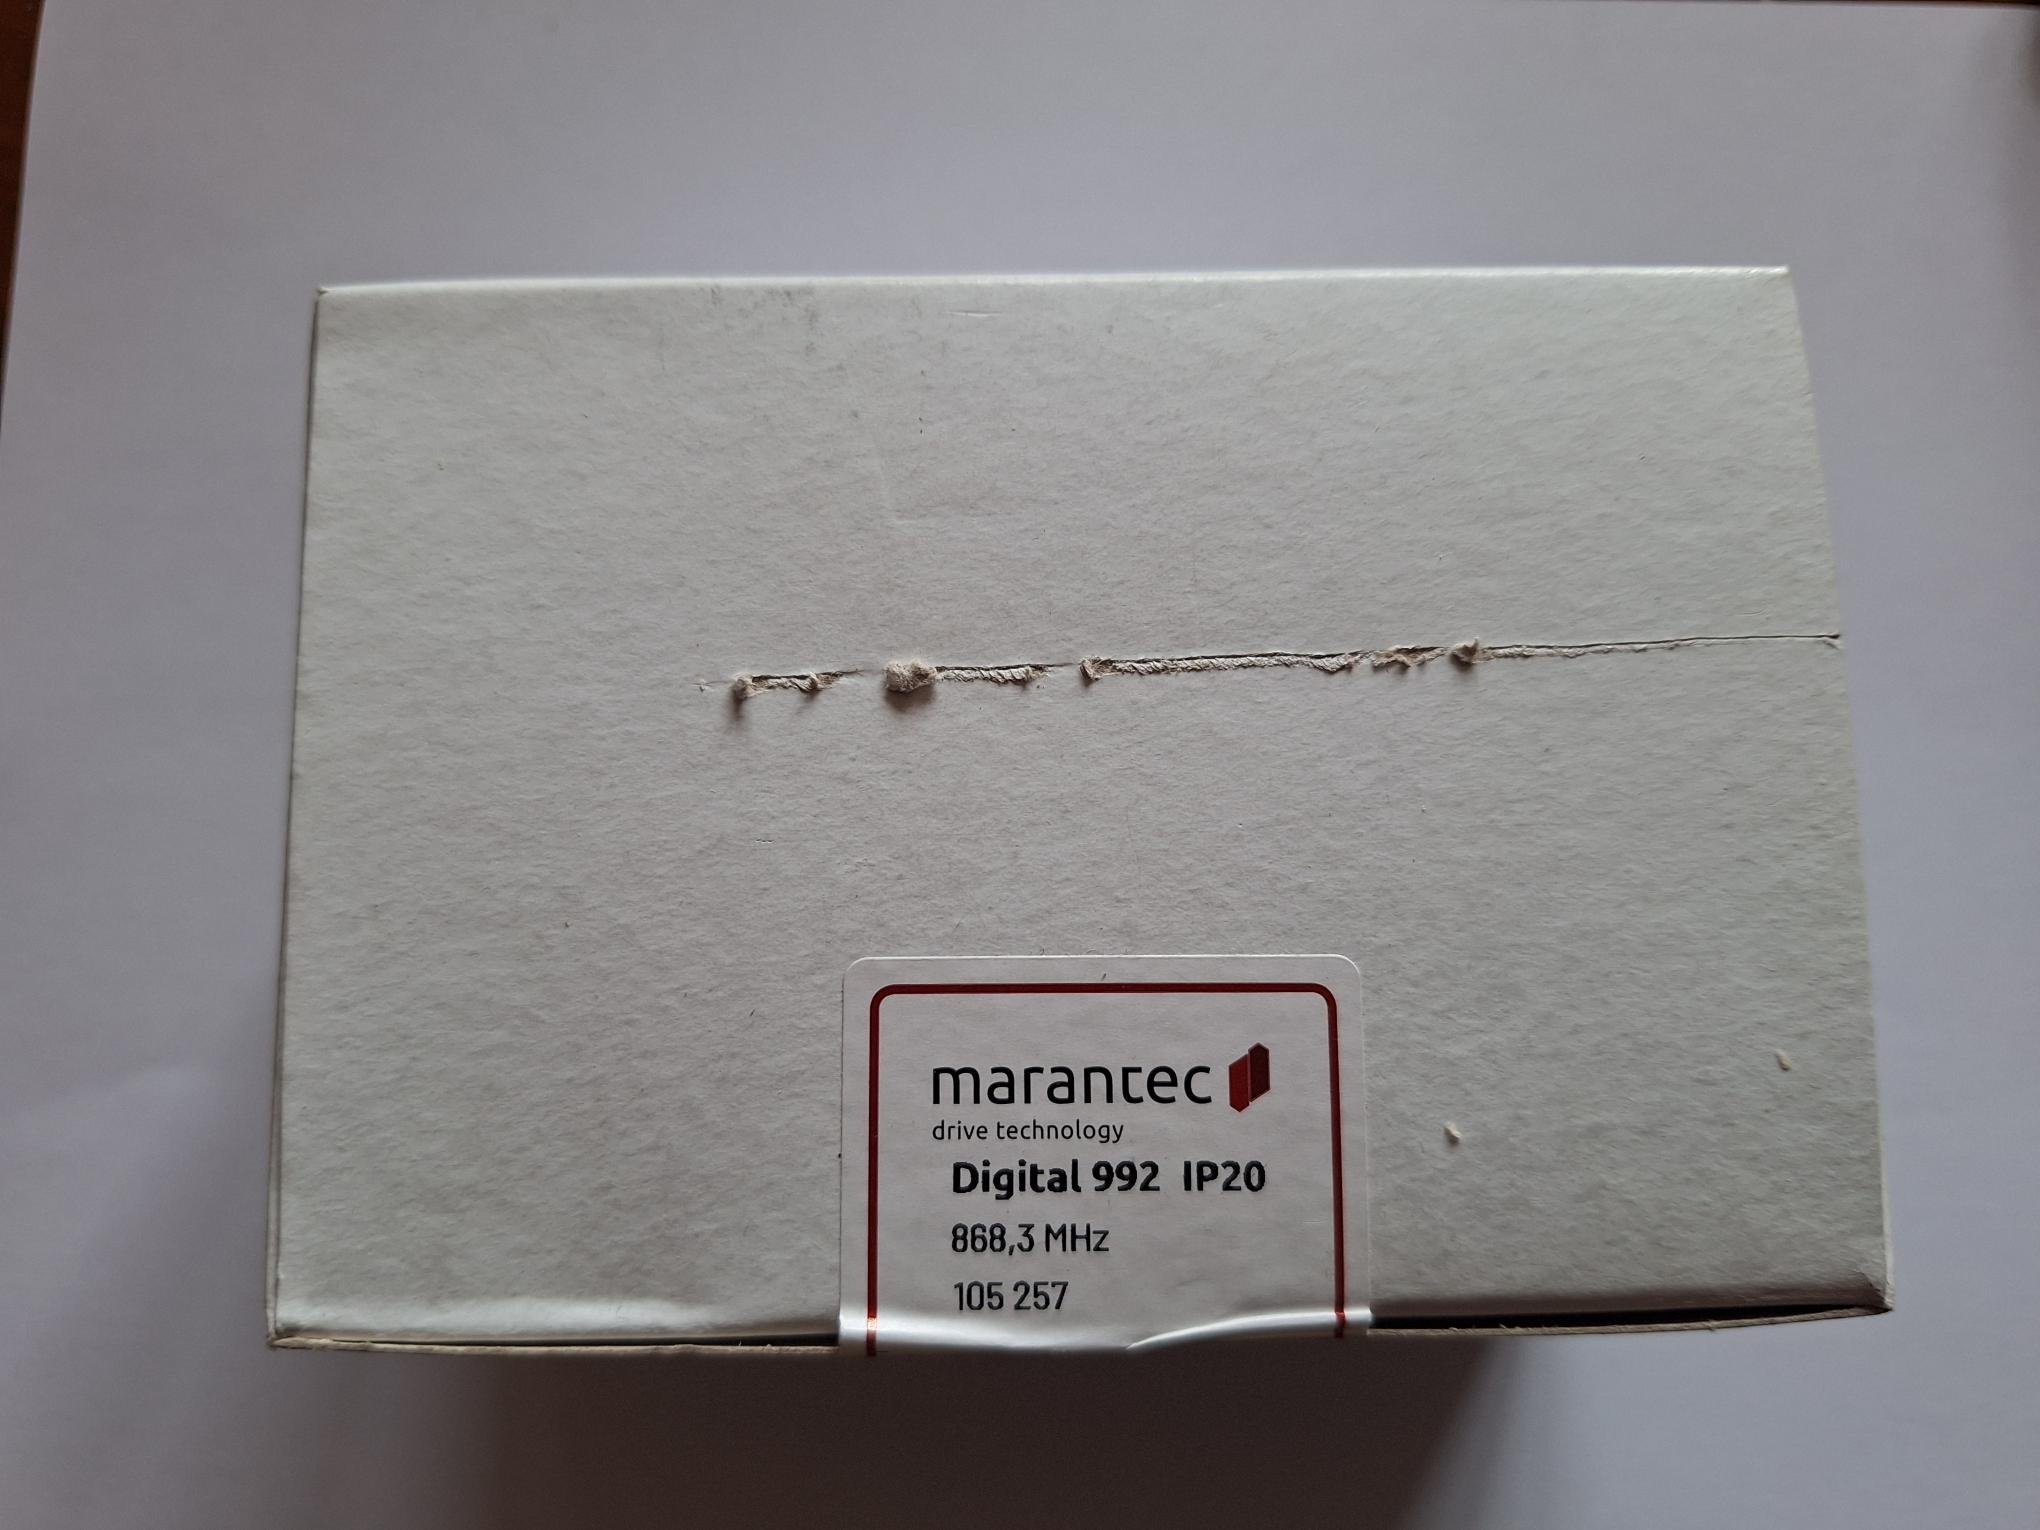 marantec
drive technology
Digital 992 IP20
868,3 MHz
105 257